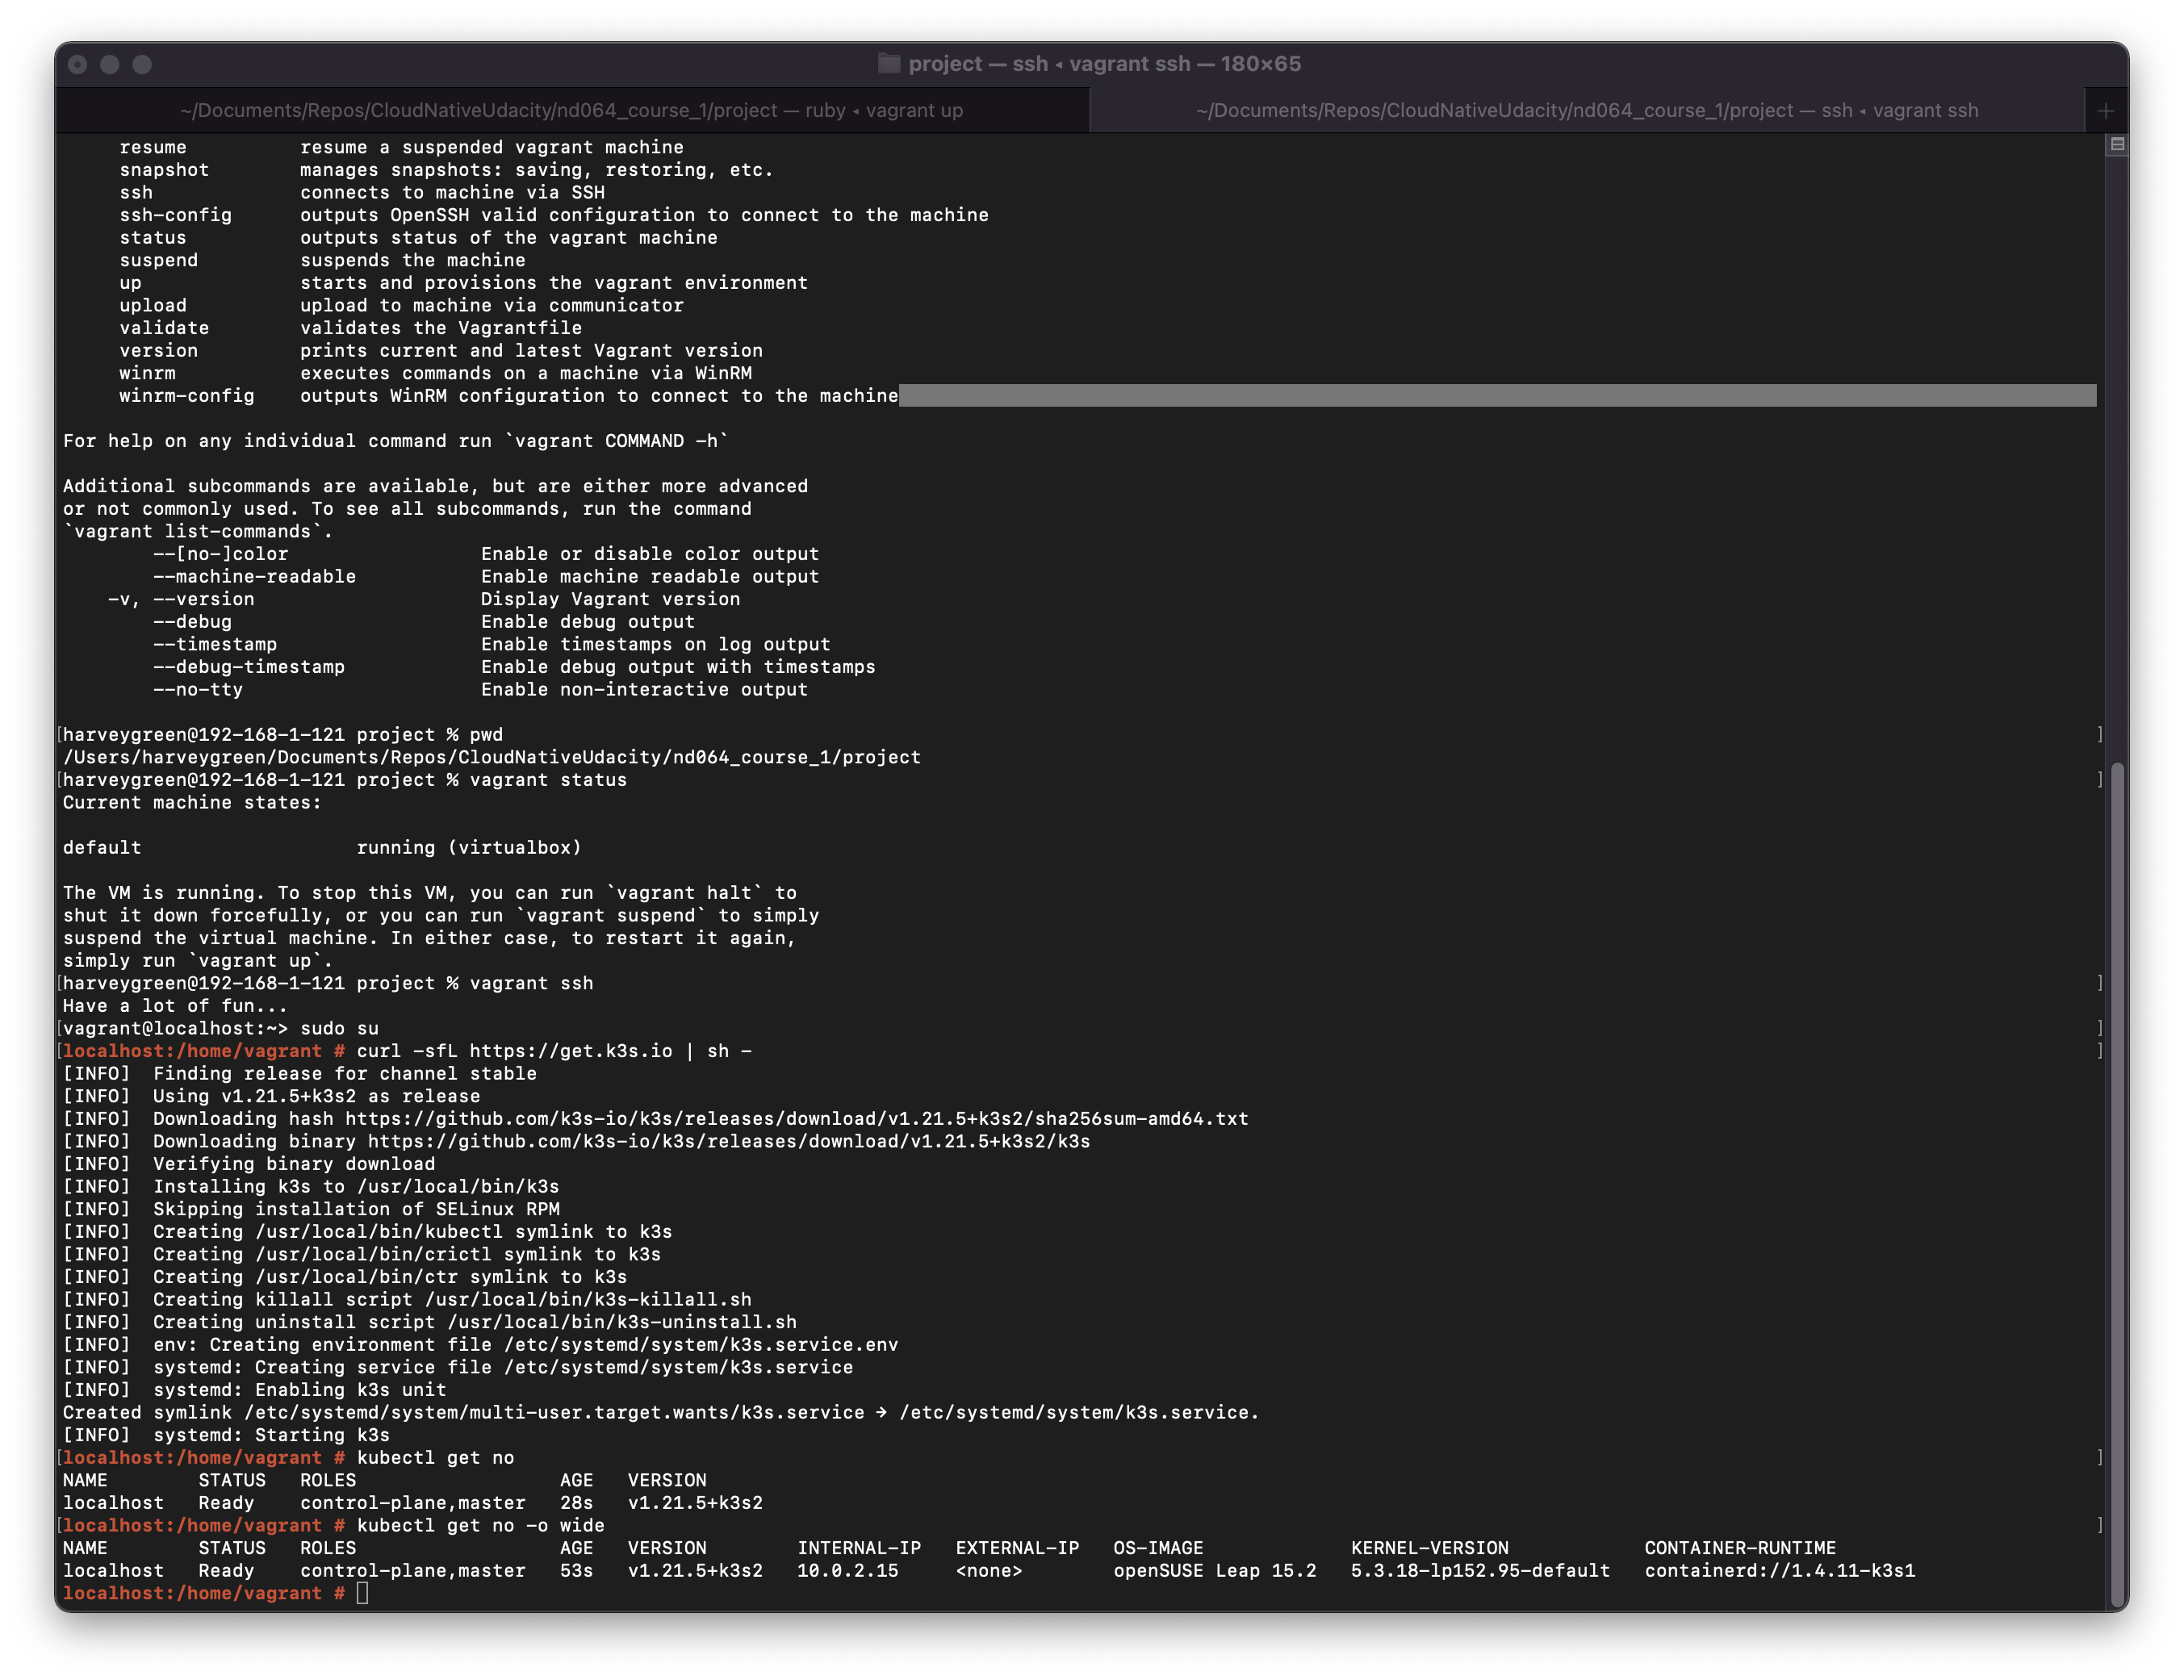 project — ssh ◂ vagrant ssh — 180×65
~/Documents/Repos/CloudNativeUdacity/nd064_course_1/project — ruby ◂ vagrant up
~/Documents/Repos/CloudNativeUdacity/nd064_course_1/project — ssh ◂ vagrant ssh
     resume          resume a suspended vagrant machine
     snapshot        manages snapshots: saving, restoring, etc.
     ssh             connects to machine via SSH
     ssh-config      outputs OpenSSH valid configuration to connect to the machine
     status          outputs status of the vagrant machine
     suspend         suspends the machine
     up              starts and provisions the vagrant environment
     upload          upload to machine via communicator
     validate        validates the Vagrantfile
     version         prints current and latest Vagrant version
     winrm           executes commands on a machine via WinRM
     winrm-config    outputs WinRM configuration to connect to the machine

For help on any individual command run `vagrant COMMAND -h`

Additional subcommands are available, but are either more advanced
or not commonly used. To see all subcommands, run the command
`vagrant list-commands`.
        --[no-]color                 Enable or disable color output
        --machine-readable           Enable machine readable output
    -v, --version                    Display Vagrant version
        --debug                      Enable debug output
        --timestamp                  Enable timestamps on log output
        --debug-timestamp            Enable debug output with timestamps
        --no-tty                     Enable non-interactive output

[harveygreen@192-168-1-121 project % pwd ]
/Users/harveygreen/Documents/Repos/CloudNativeUdacity/nd064_course_1/project
[harveygreen@192-168-1-121 project % vagrant status ]
Current machine states:

default                   running (virtualbox)

The VM is running. To stop this VM, you can run `vagrant halt` to
shut it down forcefully, or you can run `vagrant suspend` to simply
suspend the virtual machine. In either case, to restart it again,
simply run `vagrant up`.
[harveygreen@192-168-1-121 project % vagrant ssh ]
Have a lot of fun...
[vagrant@localhost:~> sudo su ]
[localhost:/home/vagrant # curl -sfL https://get.k3s.io | sh - ]
[INFO]  Finding release for channel stable
[INFO]  Using v1.21.5+k3s2 as release
[INFO]  Downloading hash https://github.com/k3s-io/k3s/releases/download/v1.21.5+k3s2/sha256sum-amd64.txt
[INFO]  Downloading binary https://github.com/k3s-io/k3s/releases/download/v1.21.5+k3s2/k3s
[INFO]  Verifying binary download
[INFO]  Installing k3s to /usr/local/bin/k3s
[INFO]  Skipping installation of SELinux RPM
[INFO]  Creating /usr/local/bin/kubectl symlink to k3s
[INFO]  Creating /usr/local/bin/crictl symlink to k3s
[INFO]  Creating /usr/local/bin/ctr symlink to k3s
[INFO]  Creating killall script /usr/local/bin/k3s-killall.sh
[INFO]  Creating uninstall script /usr/local/bin/k3s-uninstall.sh
[INFO]  env: Creating environment file /etc/systemd/system/k3s.service.env
[INFO]  systemd: Creating service file /etc/systemd/system/k3s.service
[INFO]  systemd: Enabling k3s unit
Created symlink /etc/systemd/system/multi-user.target.wants/k3s.service → /etc/systemd/system/k3s.service.
[INFO]  systemd: Starting k3s
[localhost:/home/vagrant # kubectl get no ]
NAME        STATUS   ROLES                  AGE   VERSION
localhost   Ready    control-plane,master   28s   v1.21.5+k3s2
[localhost:/home/vagrant # kubectl get no -o wide ]
NAME        STATUS   ROLES                  AGE   VERSION        INTERNAL-IP   EXTERNAL-IP   OS-IMAGE             KERNEL-VERSION            CONTAINER-RUNTIME
localhost   Ready    control-plane,master   53s   v1.21.5+k3s2   10.0.2.15     <none>        openSUSE Leap 15.2   5.3.18-lp152.95-default   containerd://1.4.11-k3s1
localhost:/home/vagrant #